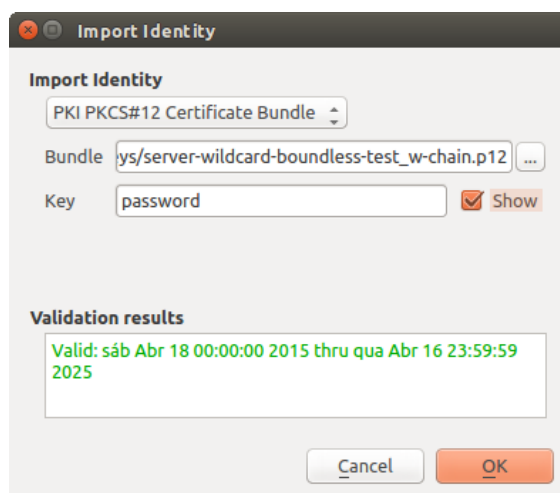 Import Identity
Import Identity
PKI PKCS#12 Certificate Bundle
Bundle ys/server-wildcard-boundless-test_w-chain.p12 ...
Key password Show
Validation results
Valid: sáb Abr 18 00:00:00 2015 thru qua Abr 16 23:59:59
2025
Cancel OK